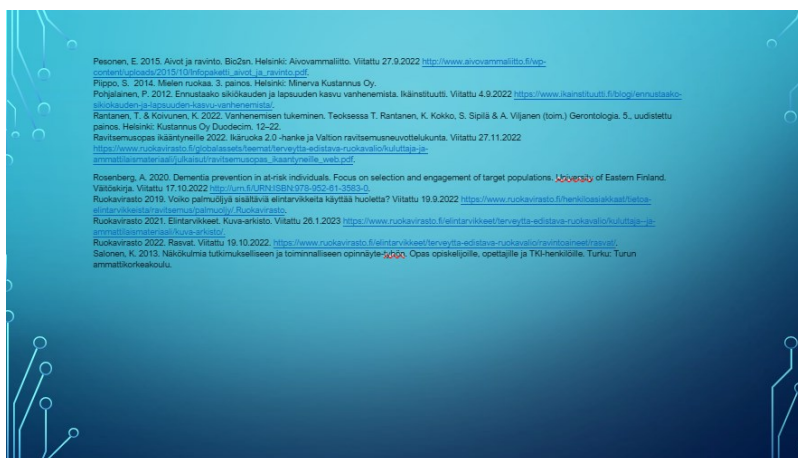 Pesonen, E. 2015. Aivot ja ravinto. Bio2sn. Helsinki: Aivovammaliitto. Viitattu 27.9.2022 http://www.aivovammaliitto.fi/wp-
content/uploads/2015/10/Infopaketti_aivot_ja_ravinto.pdf.
Piippo, S. 2014. Mielen ruokaa. 3. painos. Helsinki: Minerva Kustannus Oy.
Pohjalainen, P. 2012. Ennustaako sikiökauden ja lapsuuden kasvu vanhenemista. Ikäinstituutti. Viitattu 4.9.2022 https://www.ikainstituutti.fi/blogi/ennustaako-
sikiokauden-ja-lapsuuden-kasvu-vanhenemista/.
Rantanen, T. & Koivunen, K. 2022. Vanhenemisen tukeminen. Teoksessa T. Rantanen, K. Kokko, S. Sipilä & A. Viljanen (toim.) Gerontologia. 5., uudistettu
painos. Helsinki: Kustannus Oy Duodecim. 12–22.
Ravitsemusopas ikääntyneille 2022. Ikäruoka 2.0 -hanke ja Valtion ravitsemusneuvottelukunta. Viitattu 27.11.2022
https://www.ruokavirasto.fi/globalassets/teemat/terveytta-edistava-ruokavalio/kuluttaja-ja-
ammattilaismateriaali/julkaisut/ravitsemusopas_ikaantyneille_web.pdf.
Rosenberg, A. 2020. Dementia prevention in at-risk individuals. Focus on selection and engagement of target populations. University of Eastern Finland.
Väitöskirja. Viitattu 17.10.2022 http://urn.fi/URN:ISBN:978-952-61-3583-0.
Ruokavirasto 2019. Voiko palmuöljyä sisältäviä elintarvikkeita käyttää huoletta? Viitattu 19.9.2022 https://www.ruokavirasto.fi/henkiloasiakkaat/tietoa-
elintarvikkeista/ravitsemus/palmuoljy/ Ruokavirasto.
Ruokavirasto 2021. Elintarvikkeet. Kuva-arkisto. Viitattu 26.1.2023 https://www.ruokavirasto.fi/elintarvikkeet/terveytta-edistava-ruokavalio/kuluttaja--ja-
ammattilaismateriaali/kuva-arkisto/.
Ruokavirasto 2022. Rasvat. Viitattu 19.10.2022. https://www.ruokavirasto.fi/elintarvikkeet/terveytta-edistava-ruokavalio/ravintoaineet/rasvat/.
Salonen, K. 2013. Näkökulmia tutkimukselliseen ja toiminnalliseen opinnäyte-työhön. Opas opiskelijoille, opettajille ja TKI-henkilöille. Turku: Turun
ammattikorkeakoulu.